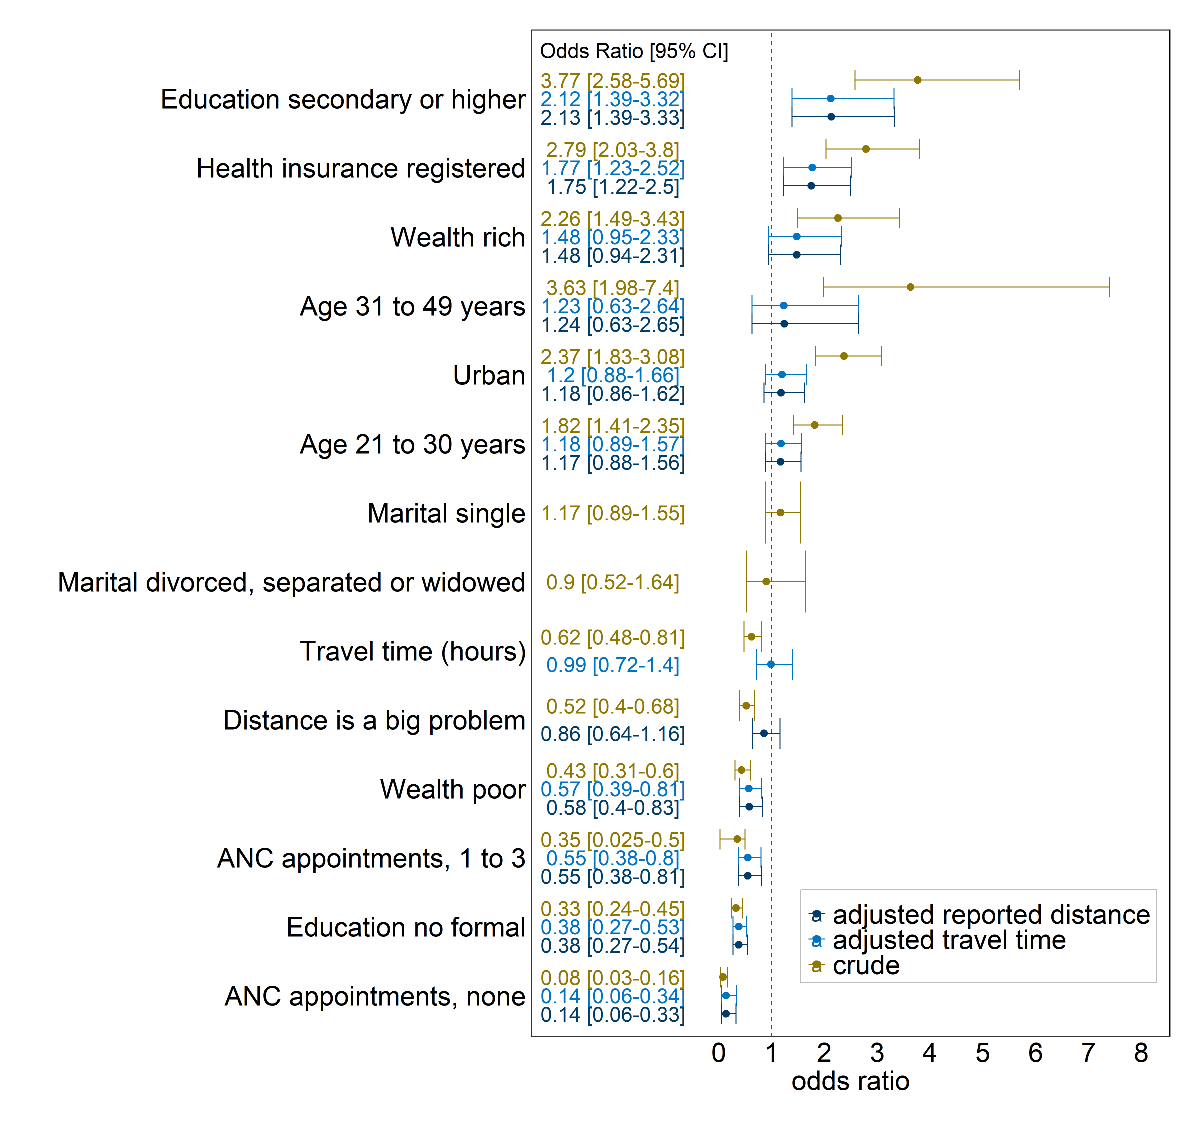 Odds Ratio [95% CI]
Education secondary or higher
3.77 [2.58-5.69]
2.12 [1.39-3.32]
2.13 [1.39-3.33]
Health insurance registered
2.79 [2.03-3.8]
1.77 [1.23-2.52]
1.75 [1.22-2.5]
Wealth rich
2.26 [1.49-3.43]
1.48 [0.95-2.33]
1.48 [0.94-2.31]
Age 31 to 49 years
3.63 [1.98-7.4]
1.23 [0.63-2.64]
1.24 [0.63-2.65]
Urban
2.37 [1.83-3.08]
1.2 [0.88-1.66]
1.18 [0.86-1.62]
Age 21 to 30 years
1.82 [1.41-2.35]
1.18 [0.89-1.57]
1.17 [0.88-1.56]
Marital single
1.17 [0.89-1.55]
Marital divorced, separated or widowed
0.9 [0.52-1.64]
Travel time (hours)
0.62 [0.48-0.81]
0.99 [0.72-1.4]
Distance is a big problem
0.52 [0.4-0.68]
0.86 [0.64-1.16]
Wealth poor
0.43 [0.31-0.6]
0.57 [0.39-0.81]
0.58 [0.4-0.83]
ANC appointments, 1 to 3
0.35 [0.025-0.5]
0.55 [0.38-0.8]
0.55 [0.38-0.81]
Education no formal
0.33 [0.24-0.45]
0.38 [0.27-0.53]
0.38 [0.27-0.54]
ANC appointments, none
0.08 [0.03-0.16]
0.14 [0.06-0.34]
0.14 [0.06-0.33]
a adjusted reported distance
a adjusted travel time
a crude
0 1 2 3 4 5 6 7 8
odds ratio